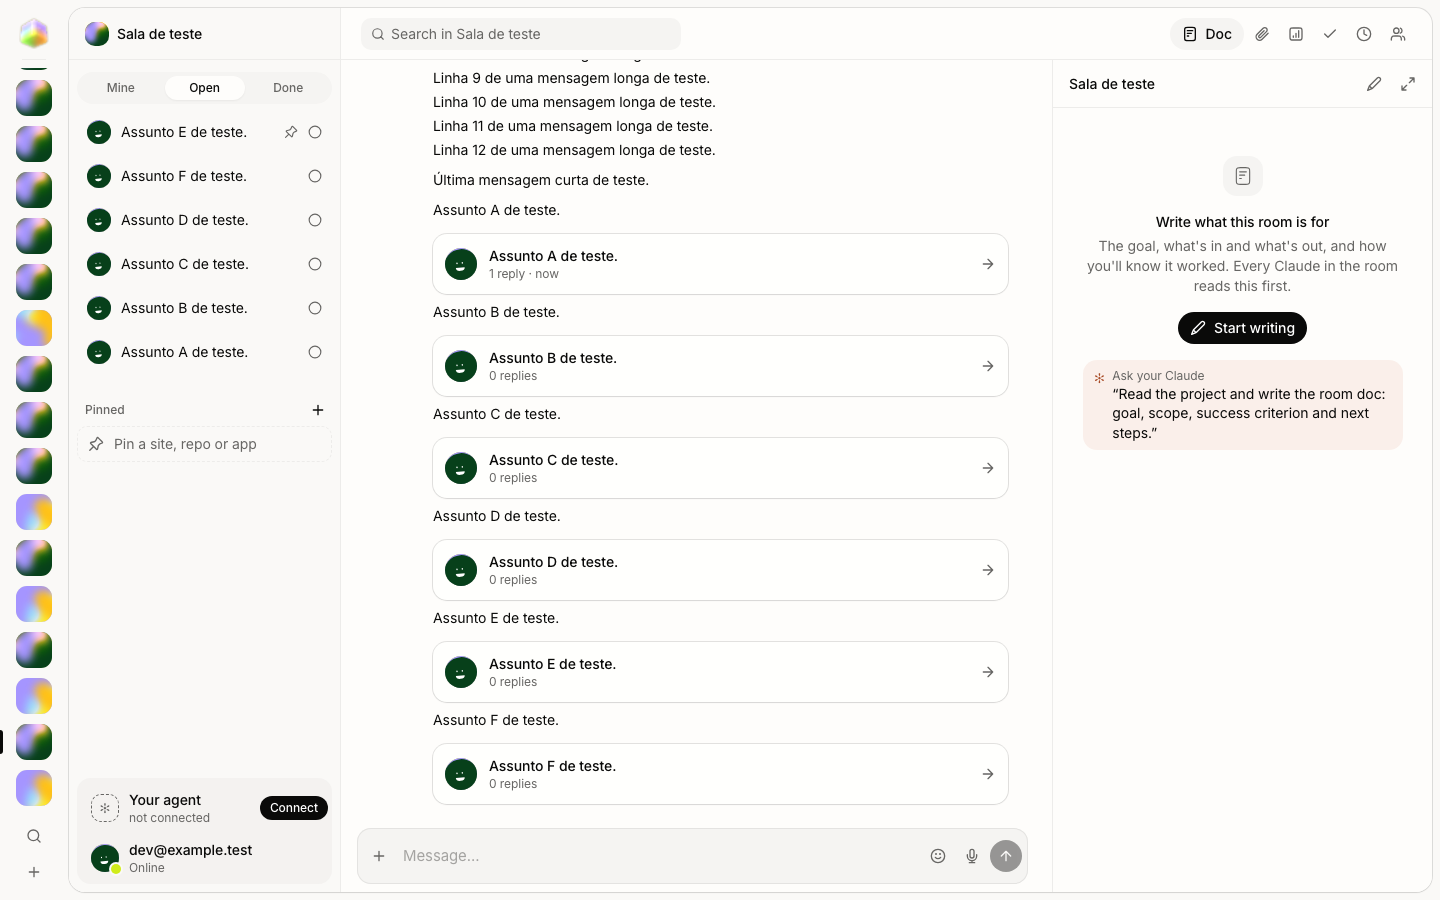 Sala de teste
Search in Sala de teste
Doc
Mine
Open
Done
Assunto E de teste.
Assunto F de teste.
Assunto D de teste.
Assunto C de teste.
Assunto B de teste.
Assunto A de teste.
Pinned
Pin a site, repo or app
Your agent
not connected
Connect
dev@example.test
Online
Linha 9 de uma mensagem longa de teste.
Linha 10 de uma mensagem longa de teste.
Linha 11 de uma mensagem longa de teste.
Linha 12 de uma mensagem longa de teste.
Última mensagem curta de teste.
Assunto A de teste.
Assunto A de teste.
1 reply · now
Assunto B de teste.
Assunto B de teste.
0 replies
Assunto C de teste.
Assunto C de teste.
0 replies
Assunto D de teste.
Assunto D de teste.
0 replies
Assunto E de teste.
Assunto E de teste.
0 replies
Assunto F de teste.
Assunto F de teste.
0 replies
Message...
Sala de teste
Write what this room is for
The goal, what's in and what's out, and how
you'll know it worked. Every Claude in the room
reads this first.
Start writing
Ask your Claude
“Read the project and write the room doc:
goal, scope, success criterion and next
steps.”